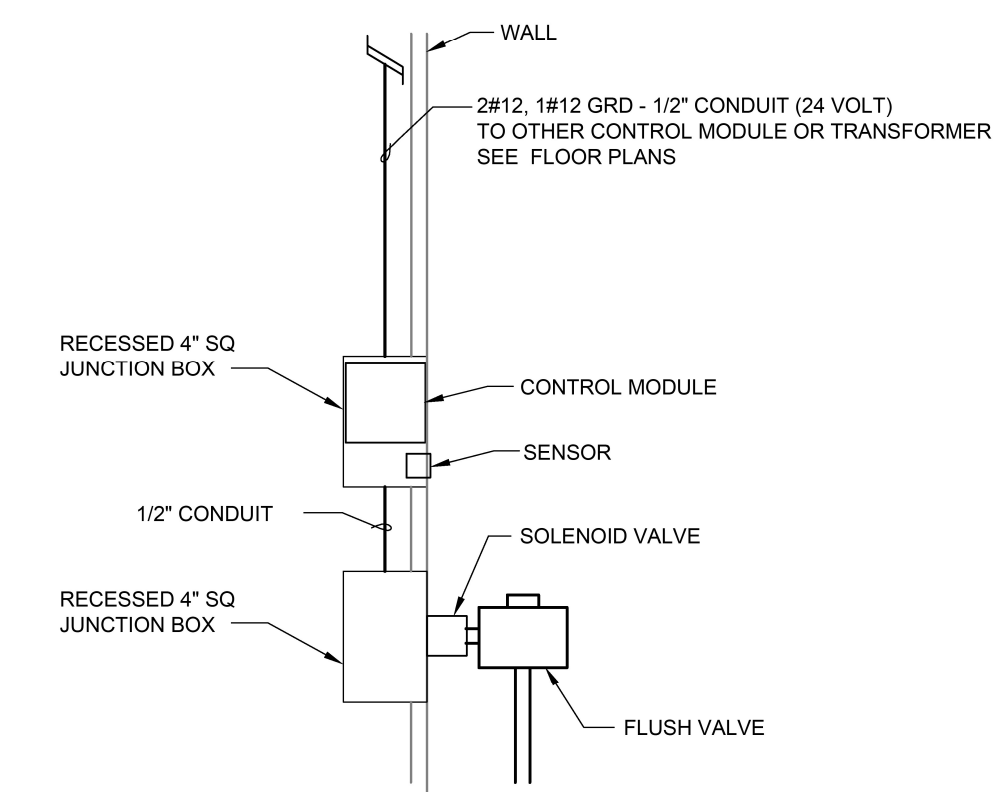 WALL
2#12, 1#12 GRD - 1/2" CONDUIT (24 VOLT)
TO OTHER CONTROL MODULE OR TRANSFORMER
SEE FLOOR PLANS
RECESSED 4" SQ
JUNCTION BOX
CONTROL MODULE
SENSOR
1/2" CONDUIT
SOLENOID VALVE
RECESSED 4" SQ
JUNCTION BOX
FLUSH VALVE